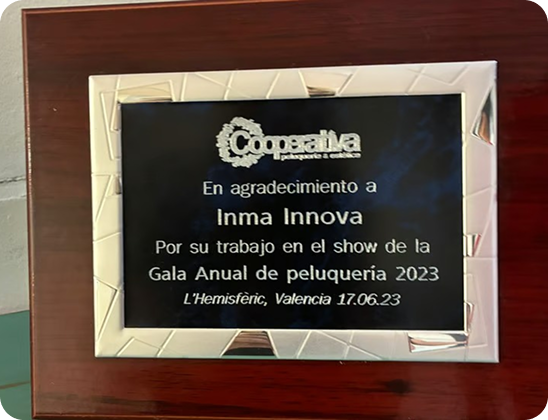 Cooperativa
peluquería & estética
En agradecimiento a
Inma Innova
Por su trabajo en el show de la
Gala Anual de peluquería 2023
L'Hemisfèric, Valencia 17.06.23